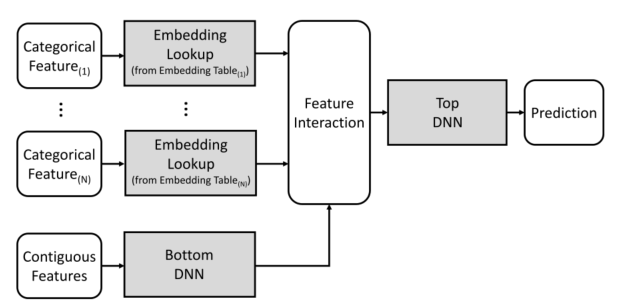 Categorical
Feature(1)
Embedding
Lookup
(from Embedding Table(1))
⋮
⋮
Categorical
Feature(N)
Embedding
Lookup
(from Embedding Table(N))
Contiguous
Features
Bottom
DNN
Feature
Interaction
Top
DNN
Prediction